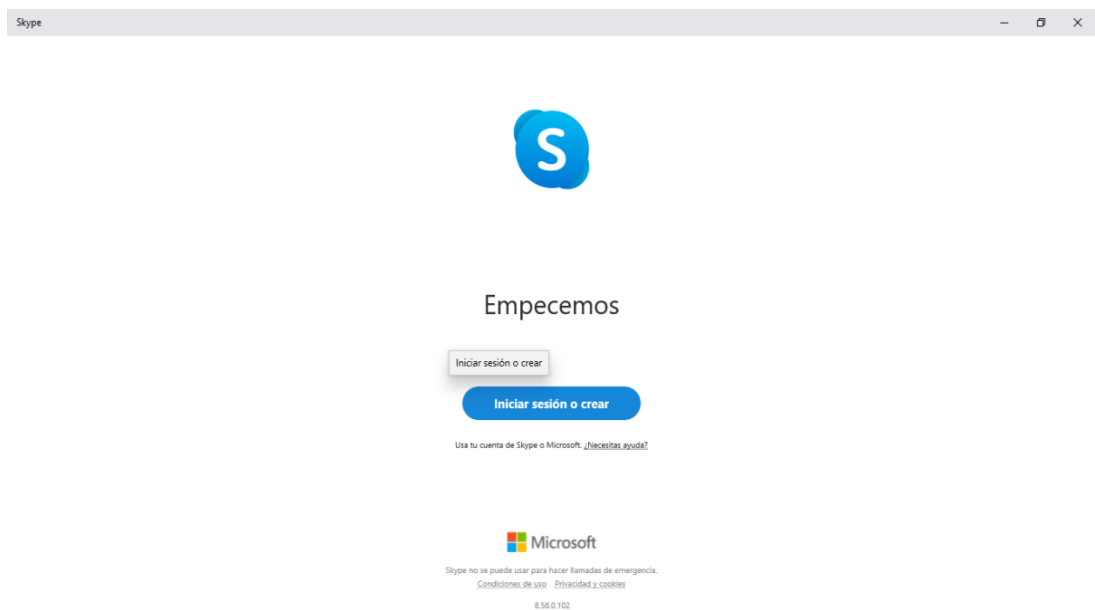 Skype
S
Empecemos
Iniciar sesión o crear
Iniciar sesión o crear
Usa tu cuenta de Skype o Microsoft. ¿Necesitas ayuda?
Microsoft
Skype no se puede usar para hacer llamadas de emergencia.
Condiciones de uso Privacidad y cookies
8.56.0.102